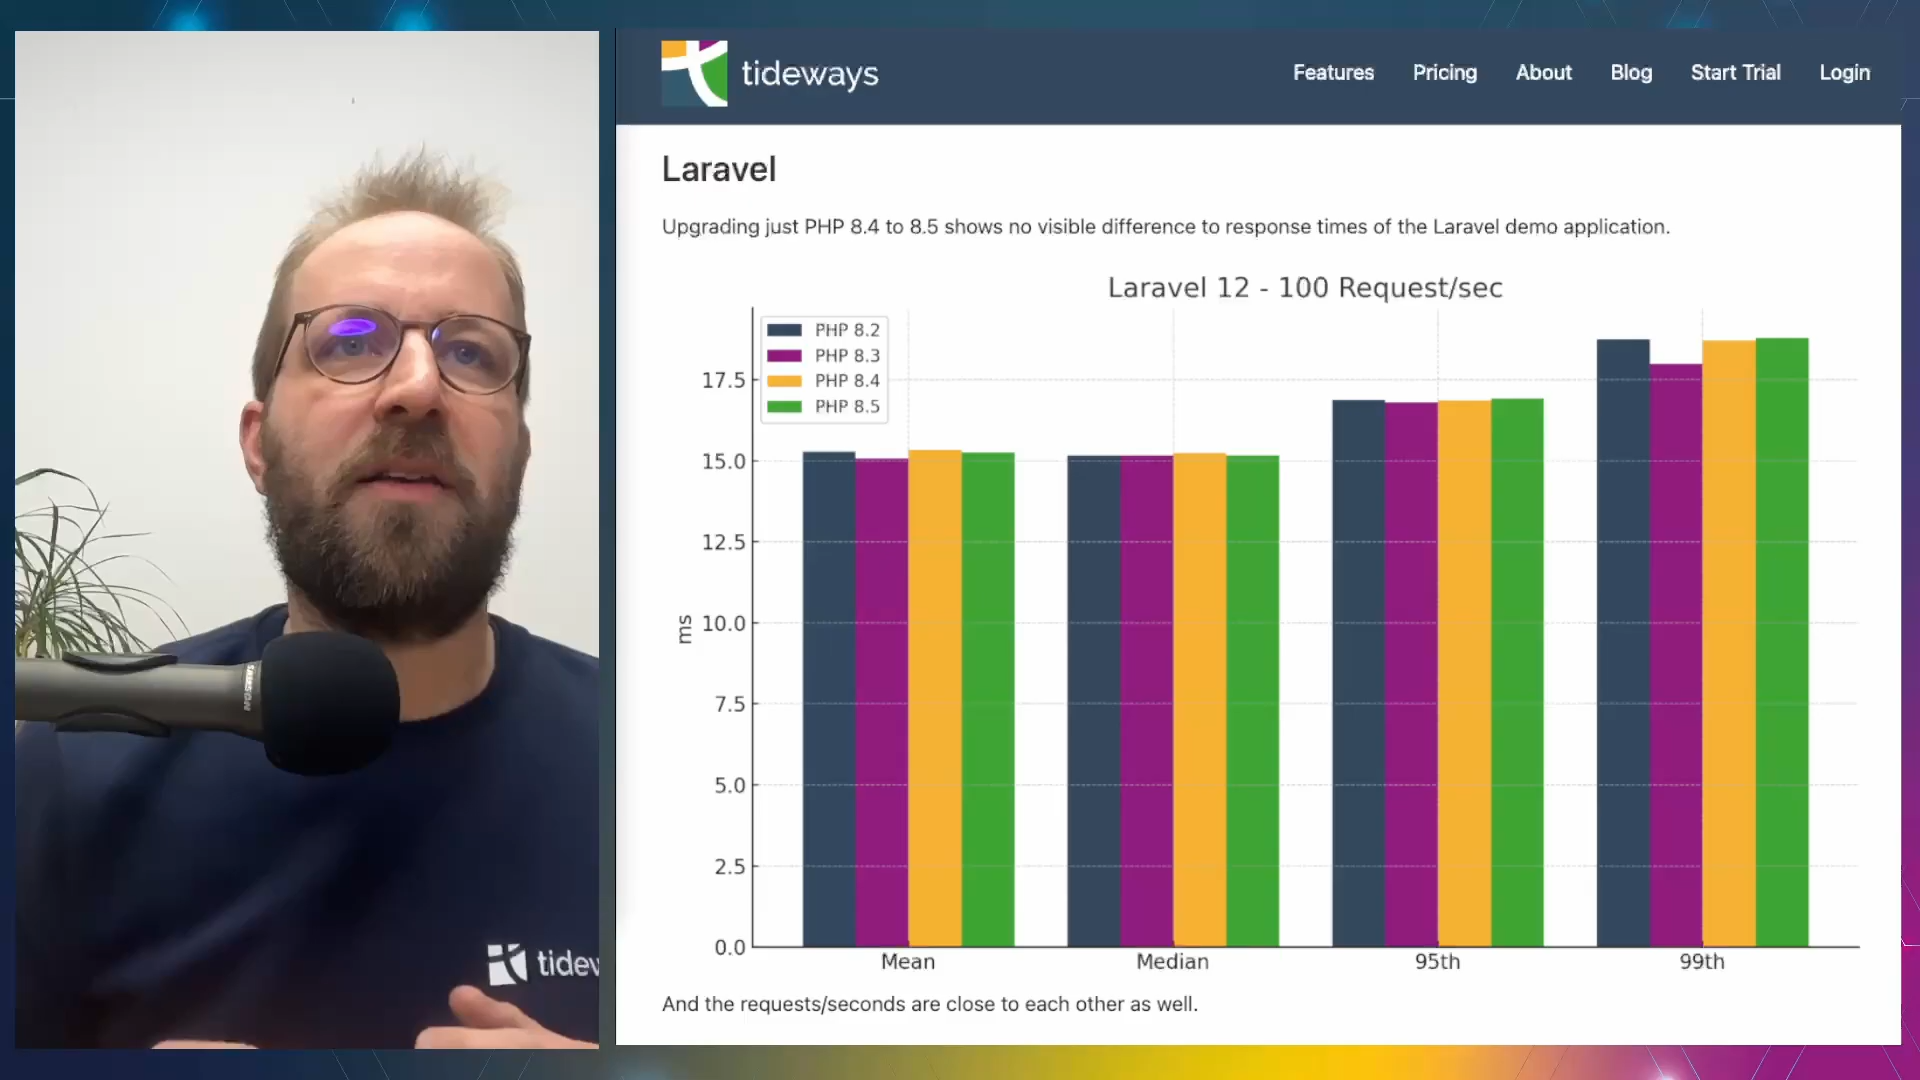 tideways
Features
Pricing
About
Blog
Start Trial
Login
Laravel
Upgrading just PHP 8.4 to 8.5 shows no visible difference to response times of the Laravel demo application.
Laravel 12 - 100 Request/sec
PHP 8.2
PHP 8.3
PHP 8.4
PHP 8.5
17.5
15.0
12.5
10.0
7.5
5.0
2.5
0.0
ms
Mean
Median
95th
99th
And the requests/seconds are close to each other as well.
SAMSON
tidew